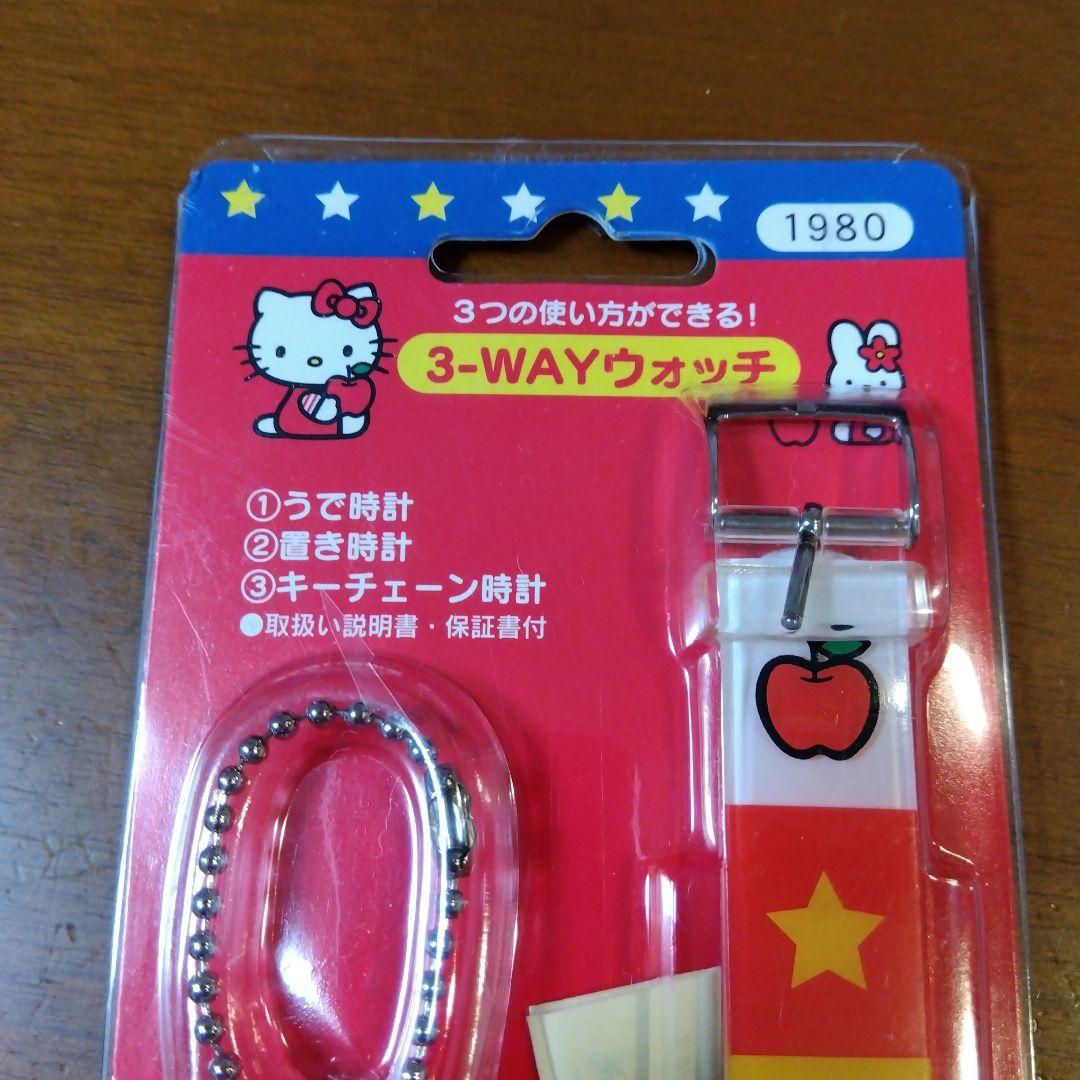 1980
3つの使い方ができる!
3-WAYウォッチ
①うで時計
②置き時計
③キーチェーン時計
●取扱い説明書・保証書付